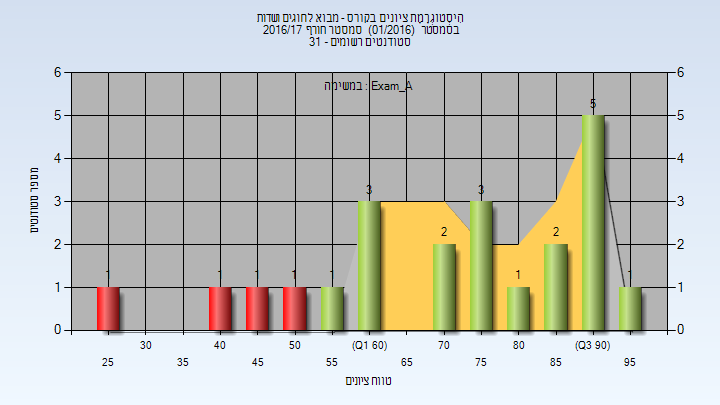 היסטוגרמת ציונים בקורס - מבוא לחוגים ושדות
בסמסטר (01/2016) סמסטר חורף 2016/17
סטודנטים רשומים - 31
במשימה : Exam_A
6 6
5 5 5
4 4
3 3 3 3
2 2 2 2
1 1 1 1 1 1 1 1 1
0 0
30 40 50 (Q1 60) 70 80 (Q3 90)
25 35 45 55 65 75 85 95
מספר סטודנטים
טווח ציונים